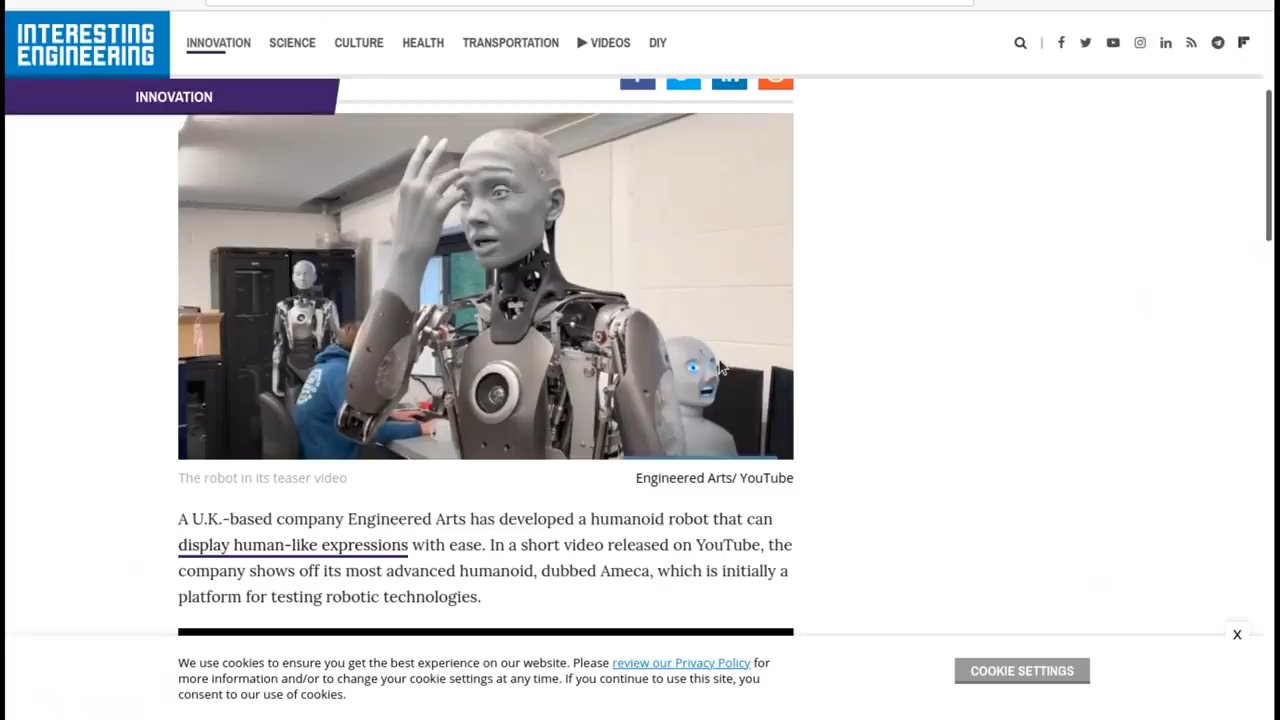 INTERESTING
ENGINEERING
INNOVATION SCIENCE CULTURE HEALTH TRANSPORTATION VIDEOS DIY
INNOVATION
The robot in its teaser video Engineered Arts/ YouTube
A U.K.-based company Engineered Arts has developed a humanoid robot that can
display human-like expressions with ease. In a short video released on YouTube, the
company shows off its most advanced humanoid, dubbed Ameca, which is initially a
platform for testing robotic technologies.
X
We use cookies to ensure you get the best experience on our website. Please review our Privacy Policy for
more information and/or to change your cookie settings at any time. If you continue to use this site, you
consent to our use of cookies.
COOKIE SETTINGS